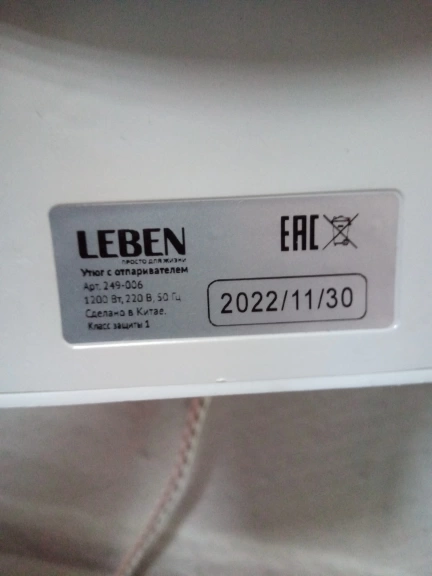 LEBEN
ПРОСТО ДЛЯ ЖИЗНИ
Утюг с отпаривателем
Арт. 249-006
1200 Вт, 220 В, 50 Гц
Сделано в Китае.
Класс защиты 1
EAC
2022/11/30